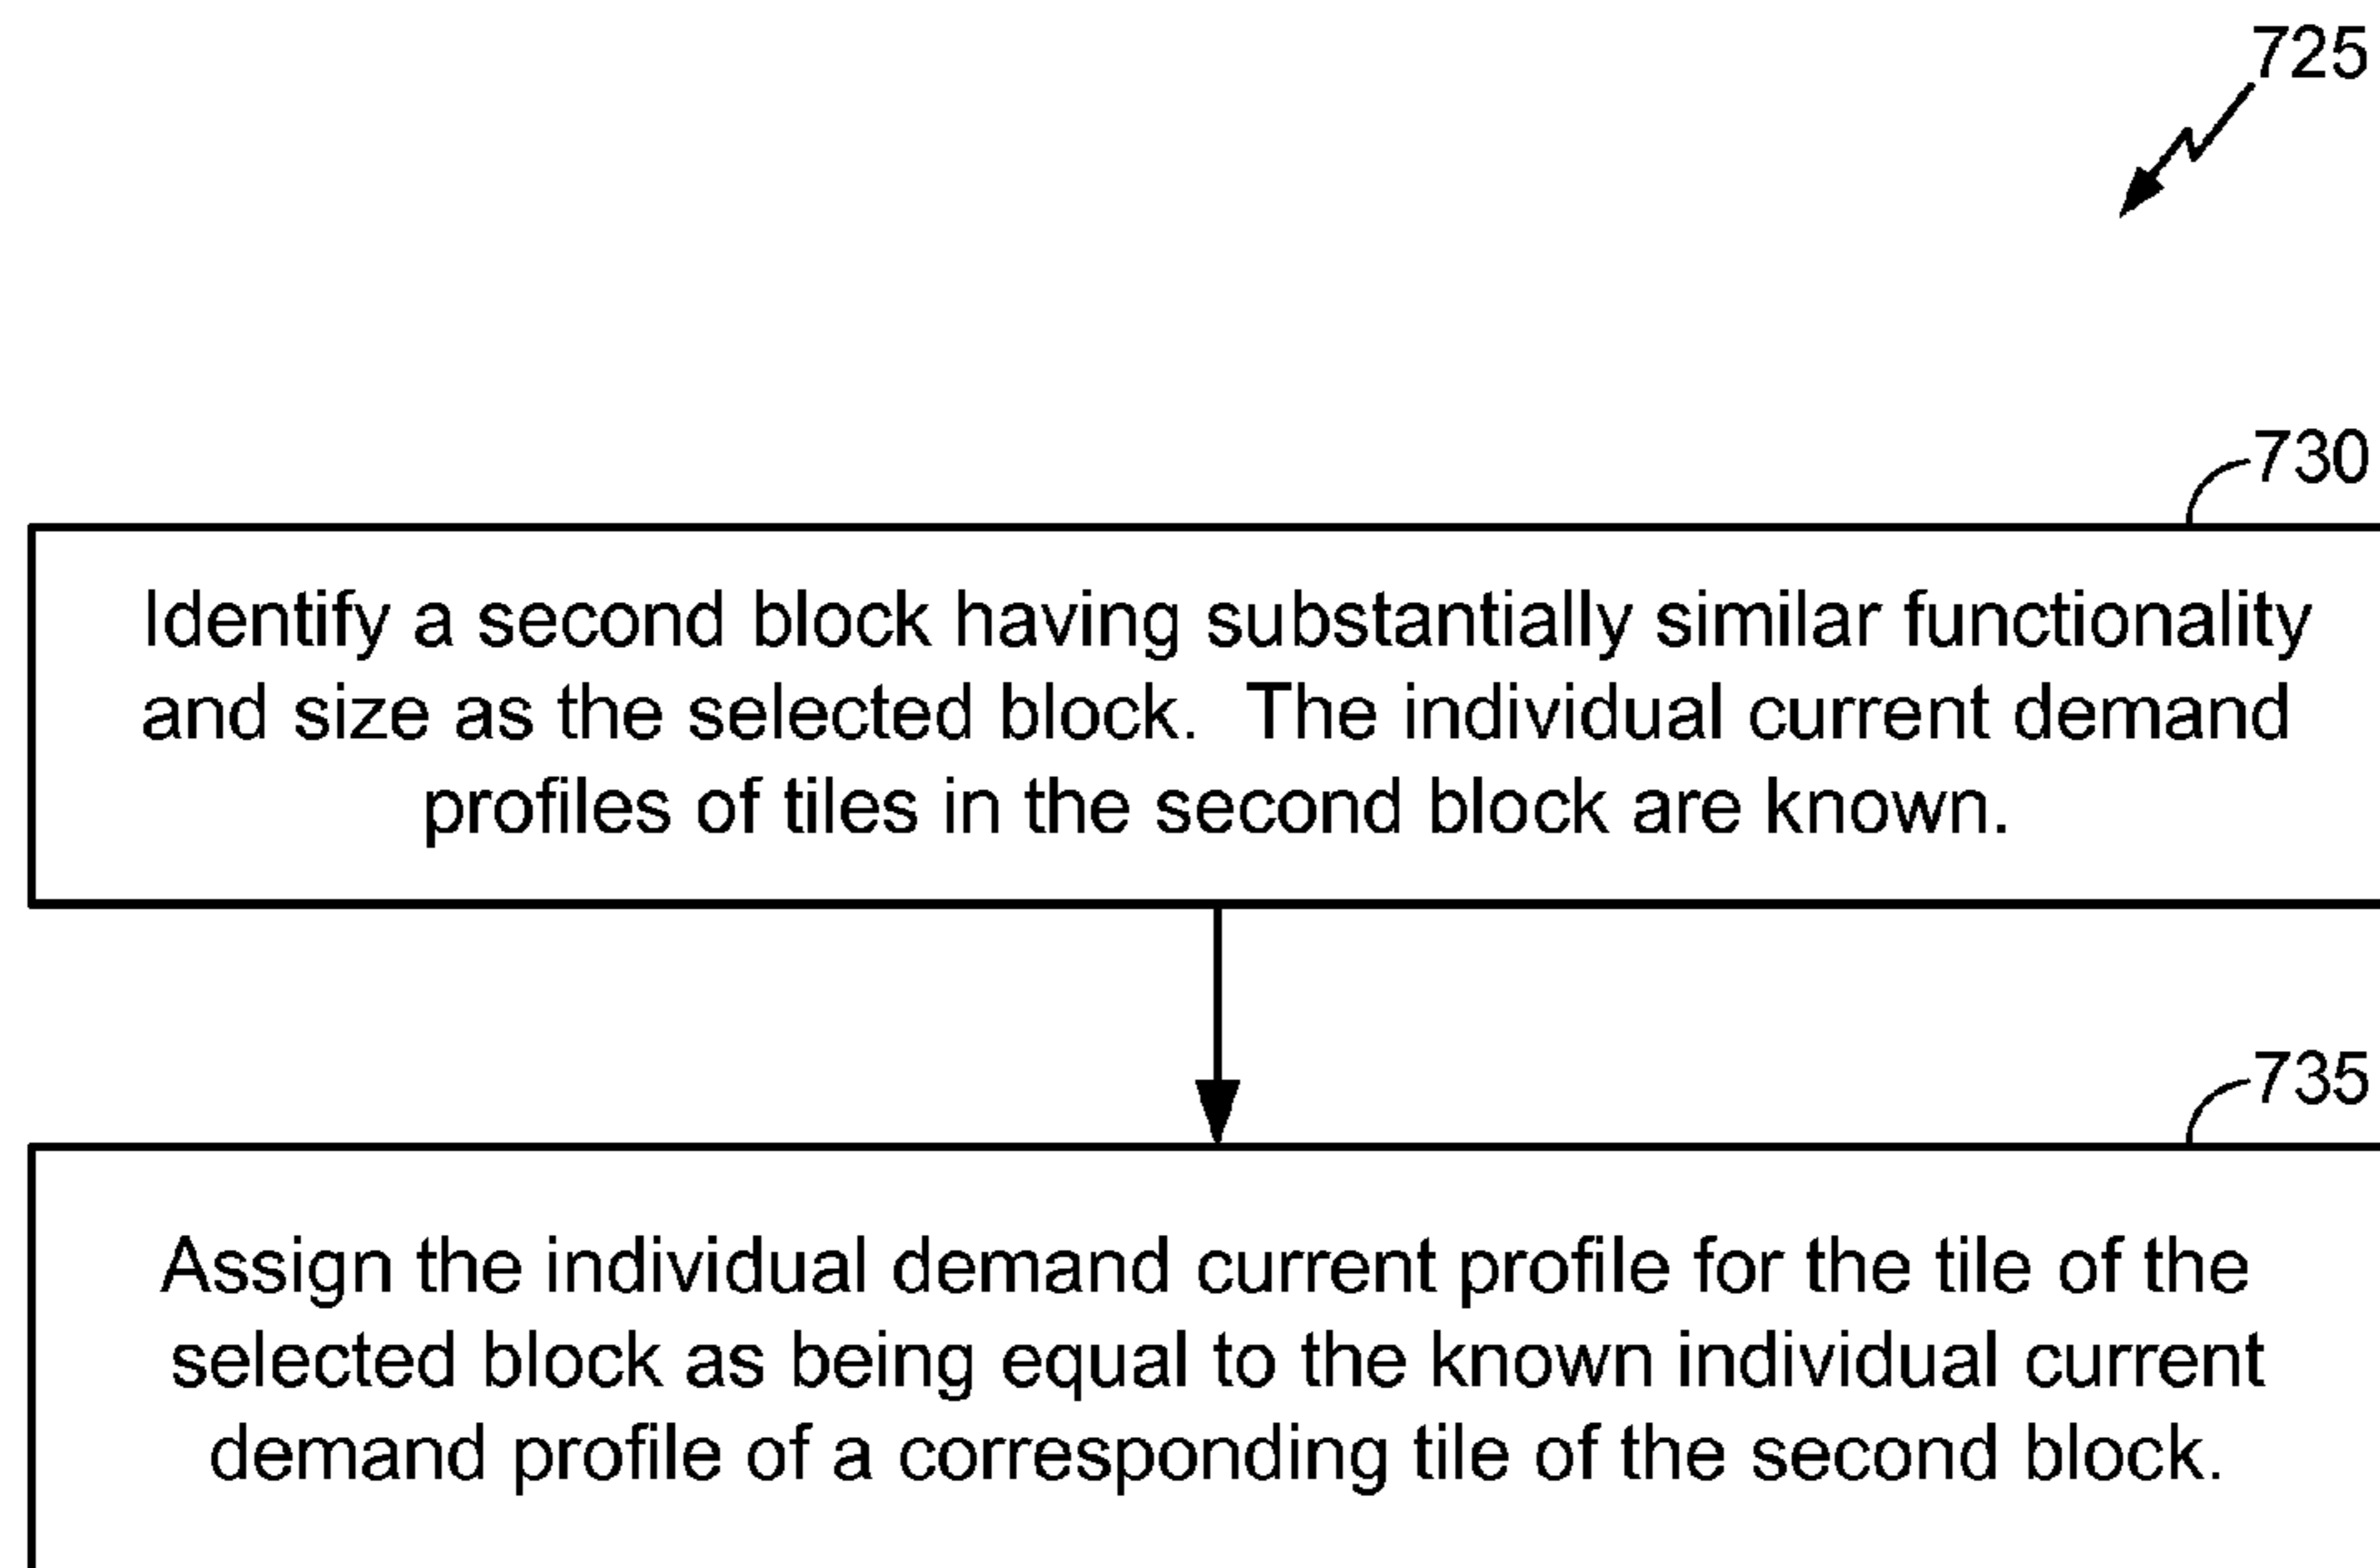 725
730
Identify a second block having substantially similar functionality
and size as the selected block.  The individual current demand
profiles of tiles in the second block are known.
735
Assign the individual demand current profile for the tile of the
selected block as being equal to the known individual current
demand profile of a corresponding tile of the second block.